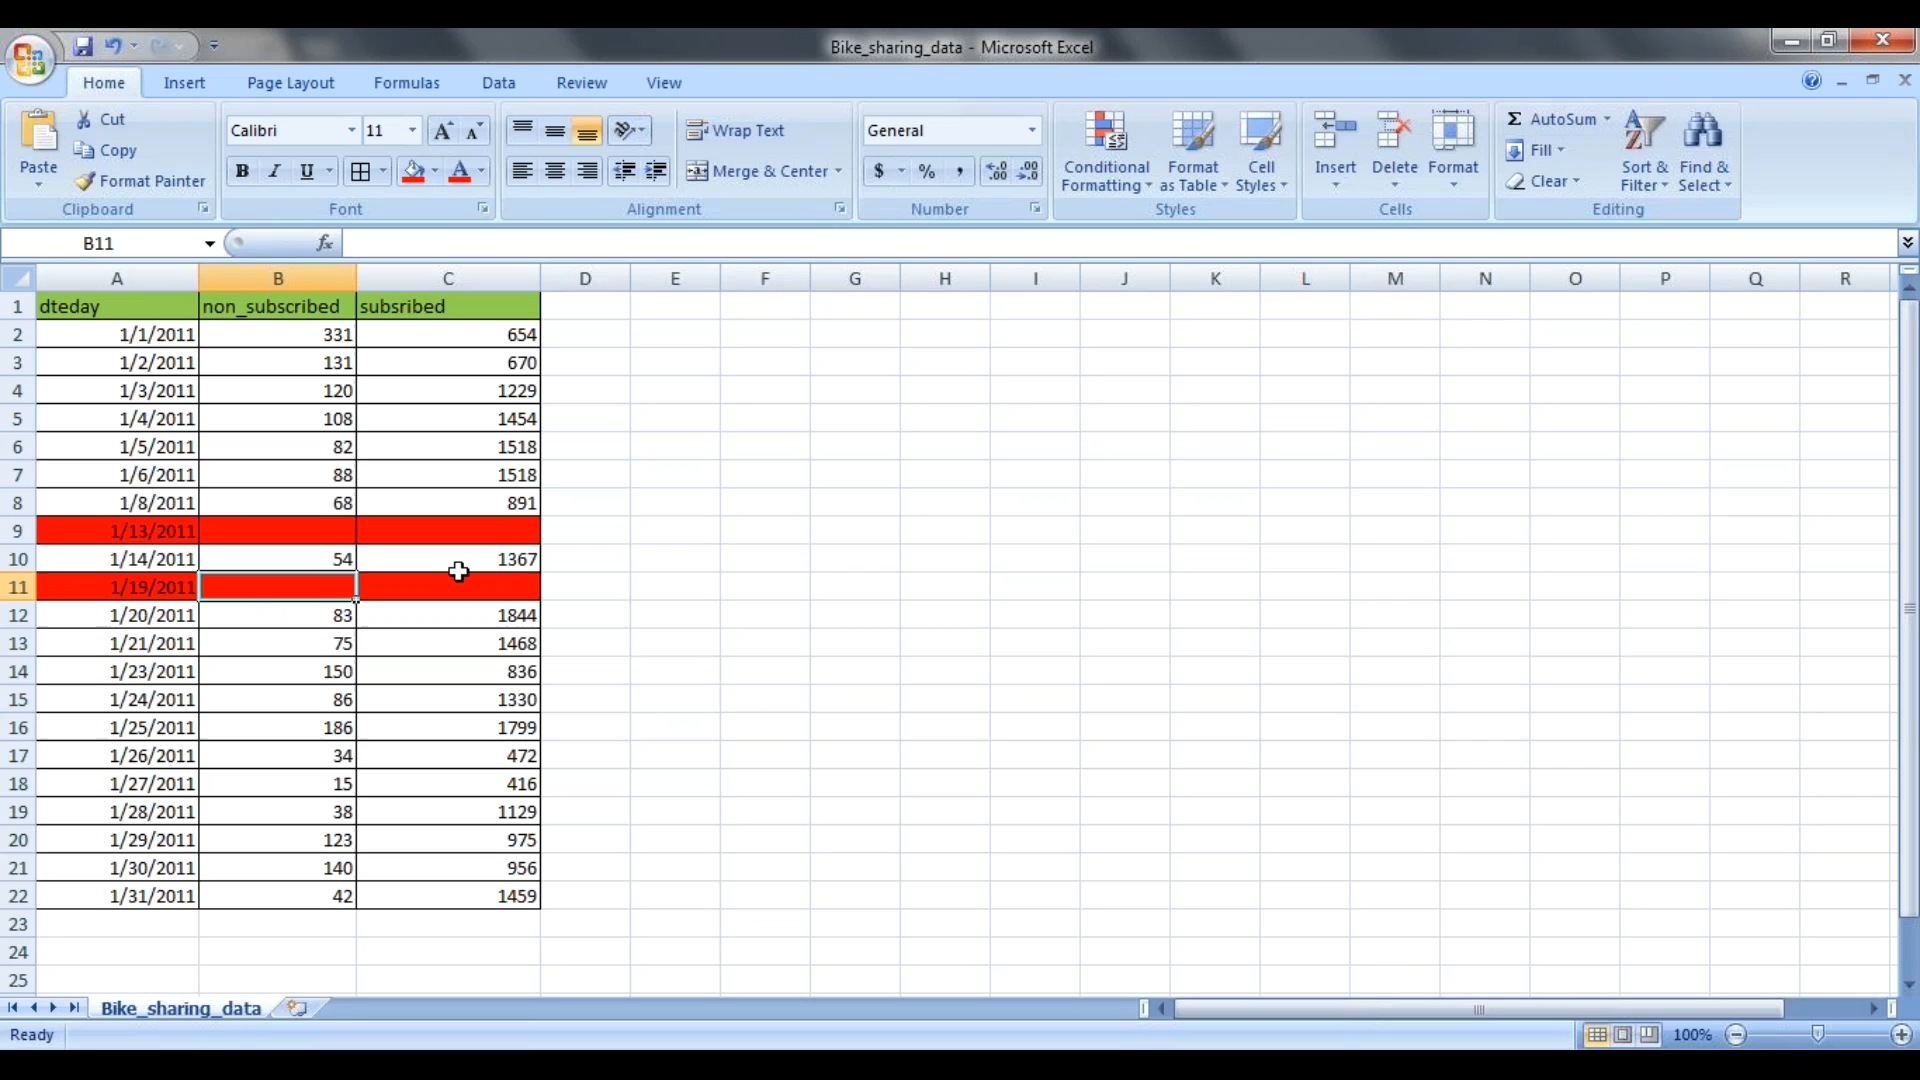 Bike_sharing_data - Microsoft Excel
Home Insert Page Layout Formulas Data Review View
Paste
Cut
Copy
Format Painter
Clipboard
Calibri 11
B I U
Font
Wrap Text
Merge & Center
Alignment
General
$ % ,
Number
Conditional Formatting
Format as Table
Cell Styles
Styles
Insert Delete Format
Cells
AutoSum
Fill
Clear
Sort & Filter
Find & Select
Editing
B11 fx
A B C D E F G H I J K L M N O P Q R
1 dteday non_subscribed subsribed
2 1/1/2011 331 654
3 1/2/2011 131 670
4 1/3/2011 120 1229
5 1/4/2011 108 1454
6 1/5/2011 82 1518
7 1/6/2011 88 1518
8 1/8/2011 68 891
9 1/13/2011
10 1/14/2011 54 1367
11 1/19/2011
12 1/20/2011 83 1844
13 1/21/2011 75 1468
14 1/23/2011 150 836
15 1/24/2011 86 1330
16 1/25/2011 186 1799
17 1/26/2011 34 472
18 1/27/2011 15 416
19 1/28/2011 38 1129
20 1/29/2011 123 975
21 1/30/2011 140 956
22 1/31/2011 42 1459
23
24
25
Bike_sharing_data
Ready 100%